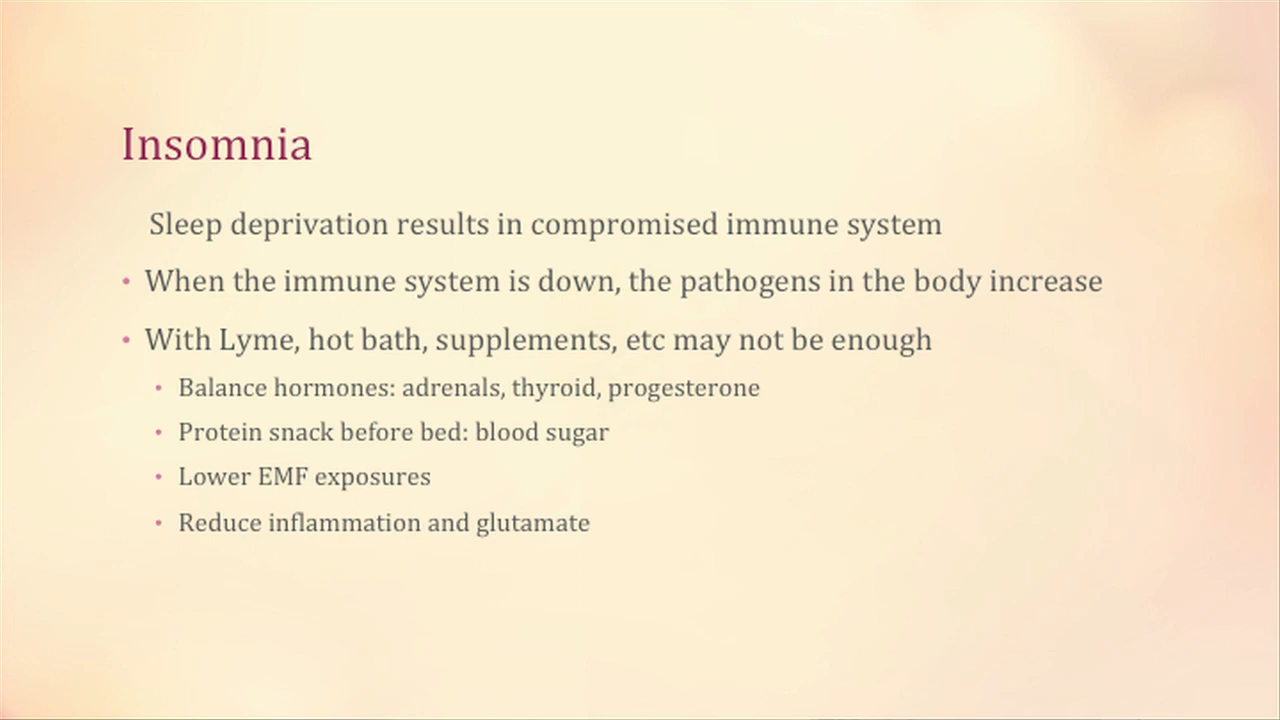 Insomnia
Sleep deprivation results in compromised immune system
• When the immune system is down, the pathogens in the body increase
• With Lyme, hot bath, supplements, etc may not be enough
• Balance hormones: adrenals, thyroid, progesterone
• Protein snack before bed: blood sugar
• Lower EMF exposures
• Reduce inflammation and glutamate